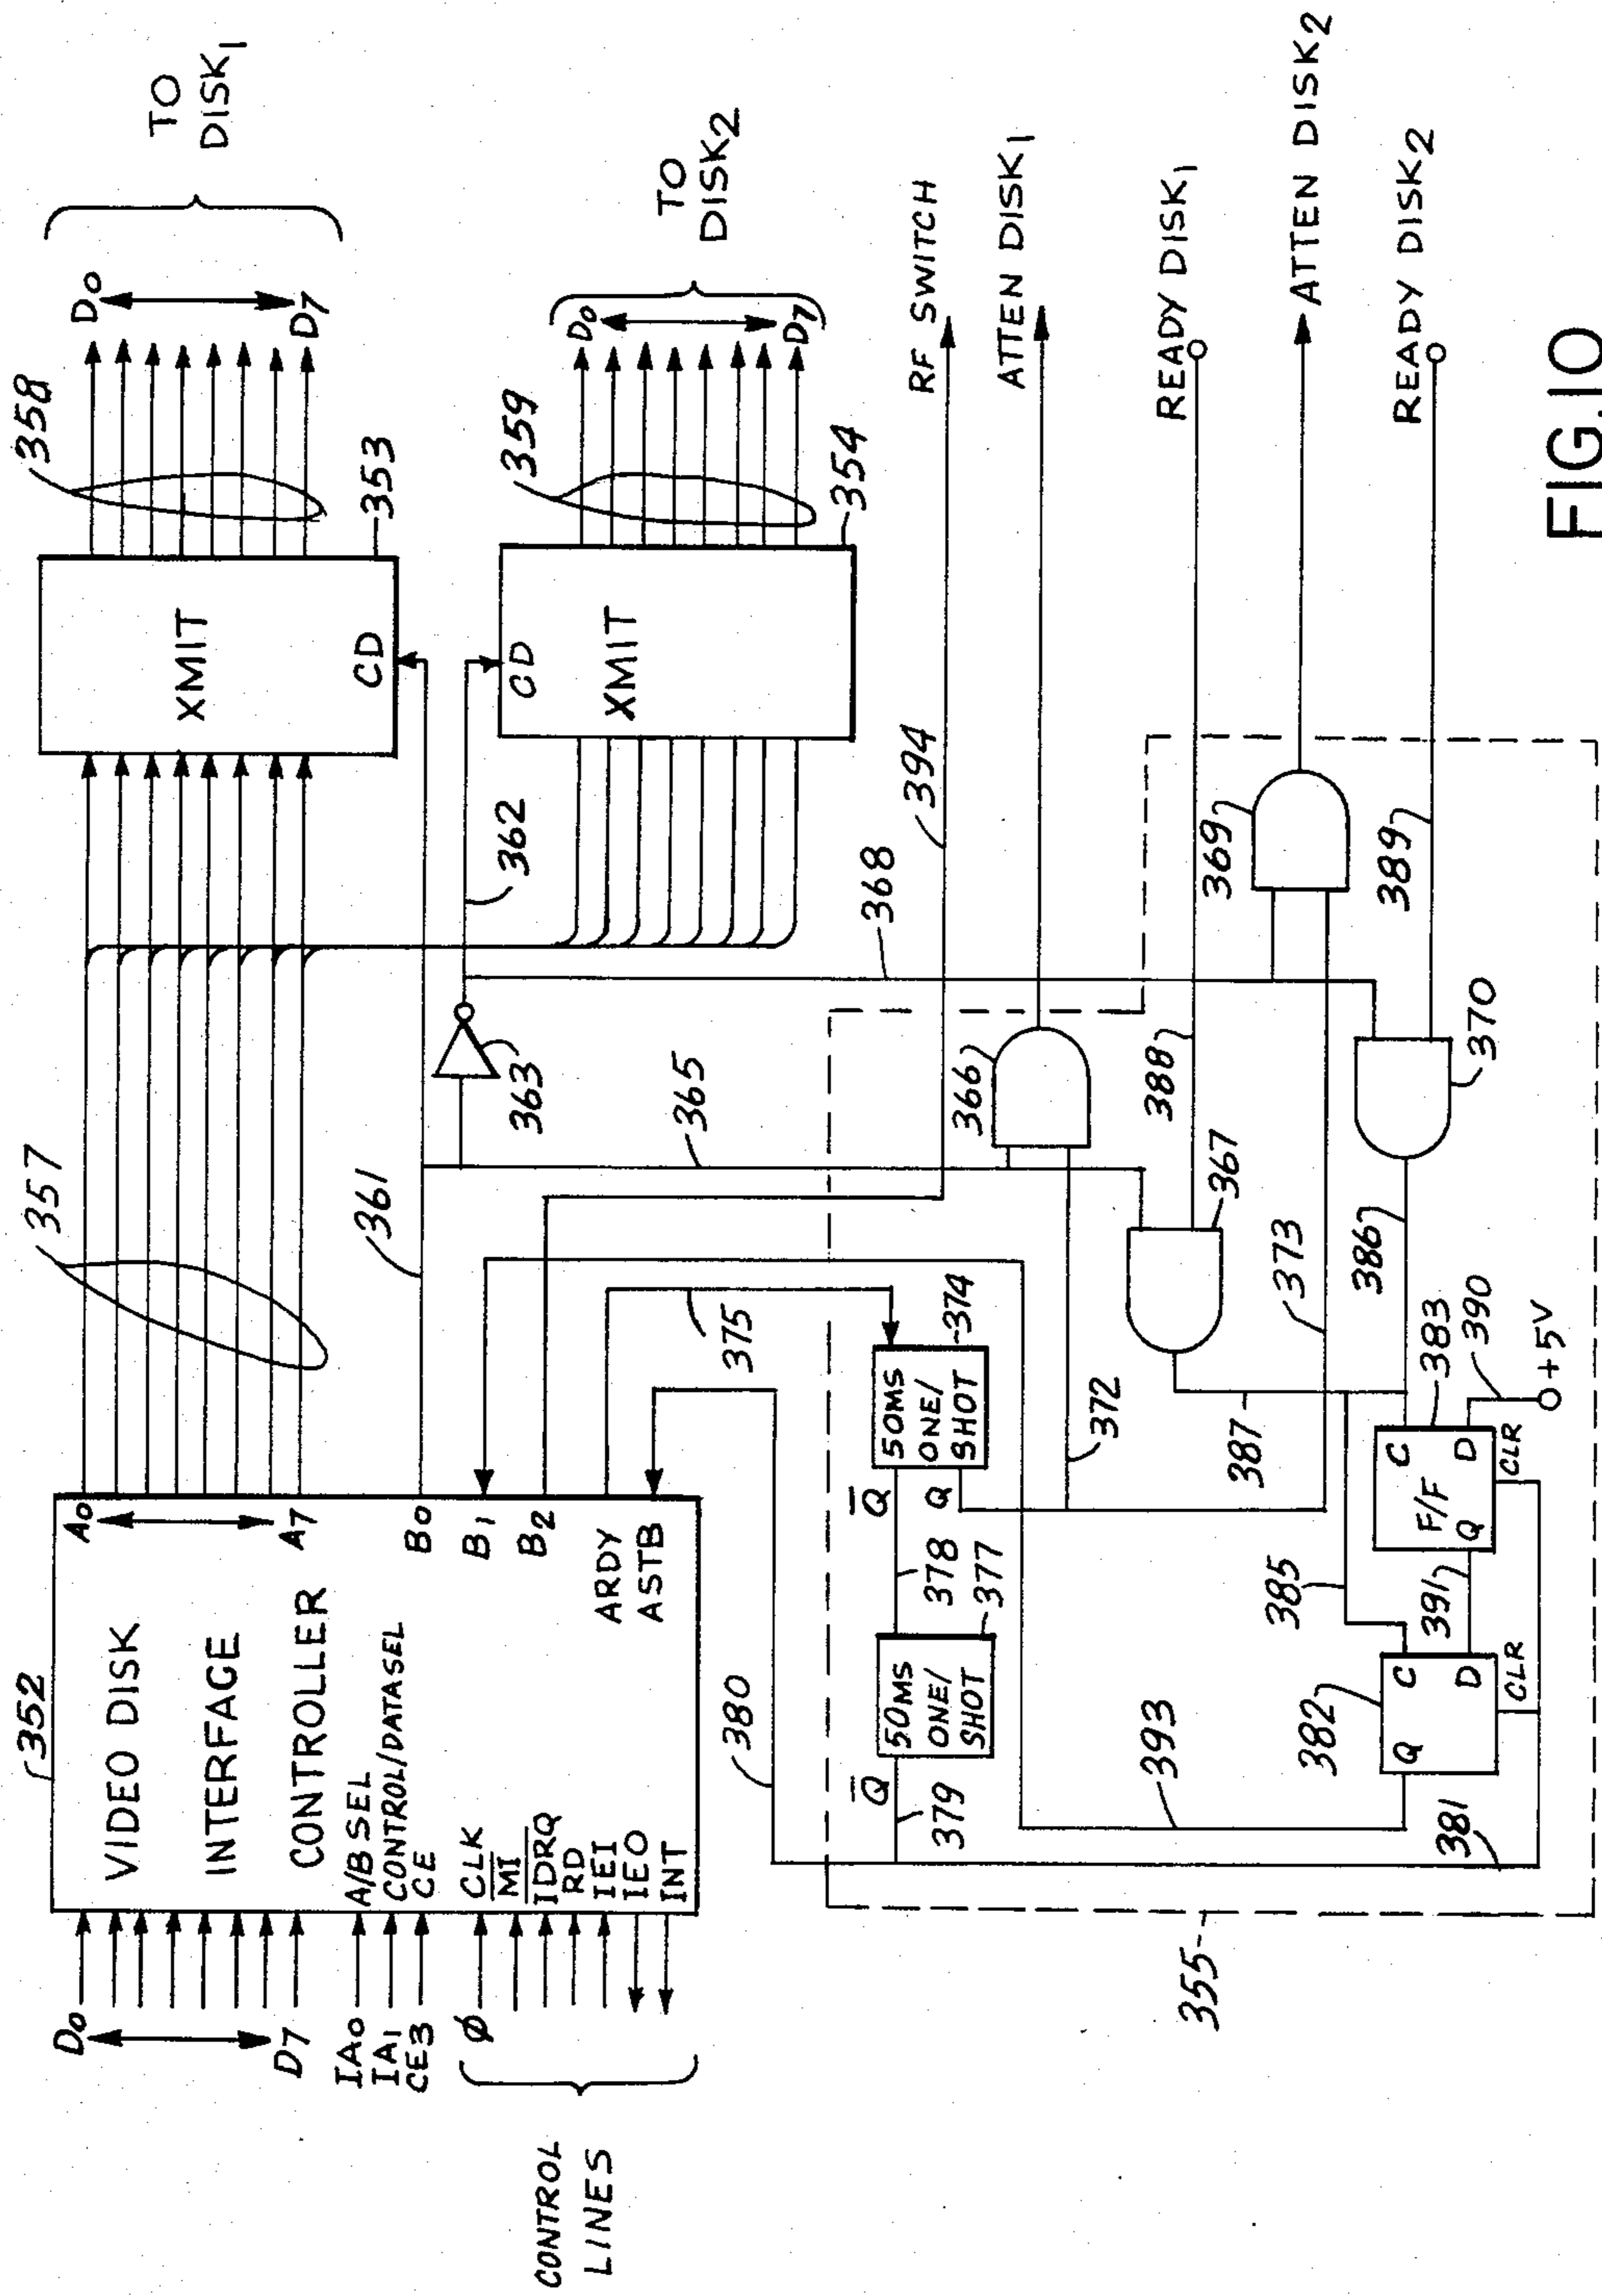 352
VIDEO DISK
INTERFACE
CONTROLLER
D0
D7
IA0
IA1
CE3
A/B SEL
CONTROL/DATASEL
CE
Ø
CLK
MI
IDRQ
RD
IEI
IEO
INT
CONTROL
LINES
A0
A7
B0
B1
B2
ARDY
ASTB
357
361
XMIT
CD
353
358
D0
D7
TO
DISK1
363
362
CD
XMIT
354
359
D0
D7
TO
DISK2
365
368
394
RF SWITCH
366
ATTEN DISK1
375
380
388
READY DISK1
367
369
ATTEN DISK2
389
READY DISK2
370
355
50MS
ONE/
SHOT
374
Q̅
Q
378
377
50MS
ONE/
SHOT
Q̅
379
372
373
387
386
385
393
381
382
Q
C
D
CLR
391
383
F/F
Q
C
D
CLR
390
+5V
FIG.10